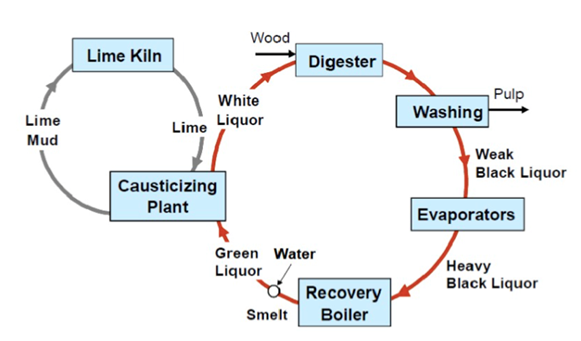 Wood
Lime Kiln
Digester
White
Liquor
Pulp
Washing
Lime
Mud
Lime
Weak
Black Liquor
Causticizing
Plant
Evaporators
Green
Liquor
Water
Heavy
Black Liquor
Recovery
Boiler
Smelt